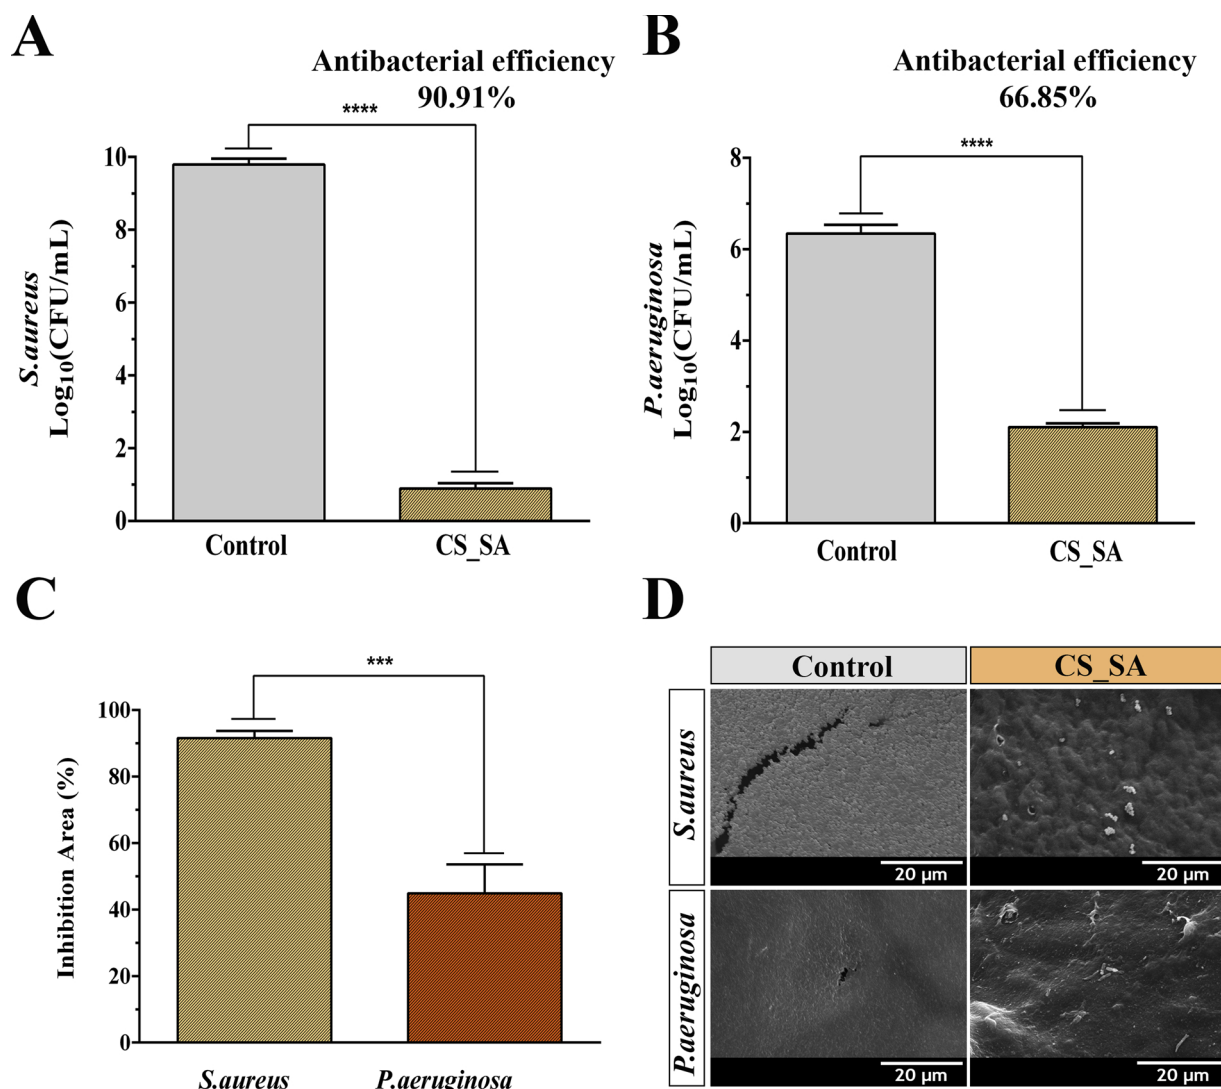 A
Antibacterial efficiency
90.91%
****
10
8
6
4
2
0
S.aureus
Log10(CFU/mL)
Control
CS_SA
B
Antibacterial efficiency
66.85%
****
8
6
4
2
0
P.aeruginosa
Log10(CFU/mL)
Control
CS_SA
C
***
100
80
60
40
20
0
Inhibition Area (%)
S.aureus
P.aeruginosa
D
Control
CS_SA
S.aureus
20 µm
20 µm
P.aeruginosa
20 µm
20 µm